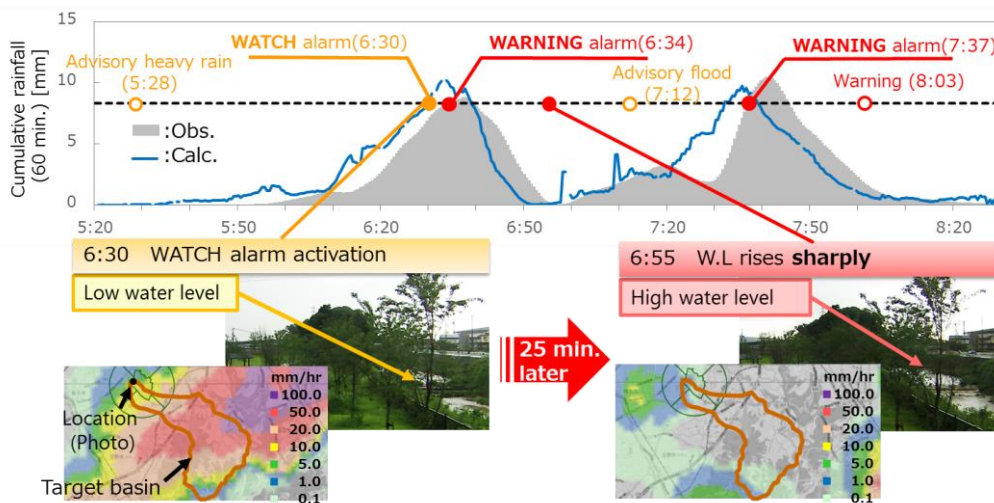 Cumulative rainfall
(60 min.) [mm]
15
10
5
0
WATCH alarm(6:30)
WARNING alarm(6:34)
WARNING alarm(7:37)
Advisory heavy rain
(5:28)
Advisory flood
(7:12)
Warning (8:03)
:Obs.
:Calc.
5:20
5:50
6:20
6:50
7:20
7:50
8:20
6:30 WATCH alarm activation
Low water level
6:55 W.L rises sharply
High water level
25 min.
later
Location
(Photo)
Target basin
mm/hr
100.0
50.0
20.0
10.0
5.0
1.0
0.1
mm/hr
100.0
50.0
20.0
10.0
5.0
1.0
0.1